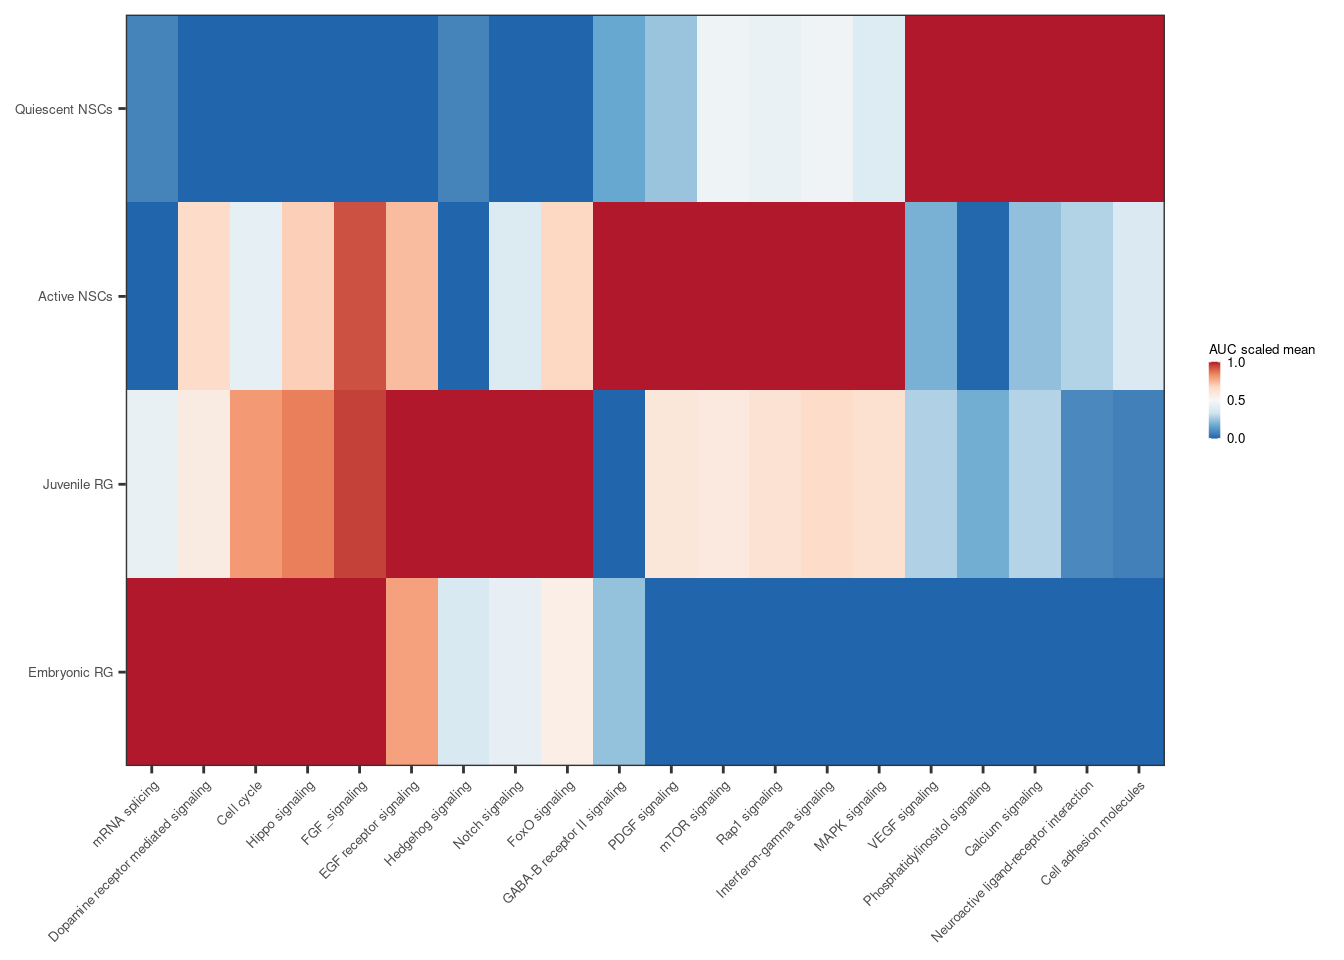 Quiescent NSCs
Active NSCs
Juvenile RG
Embryonic RG
mRNA splicing
Dopamine receptor mediated signaling
Cell cycle
Hippo signaling
FGF_signaling
EGF receptor signaling
Hedgehog signaling
Notch signaling
FoxO signaling
GABA-B receptor II signaling
PDGF signaling
mTOR signaling
Rap1 signaling
Interferon-gamma signaling
MAPK signaling
VEGF signaling
Phosphatidylinositol signaling
Calcium signaling
Neuroactive ligand-receptor interaction
Cell adhesion molecules
AUC scaled mean
1.0
0.5
0.0